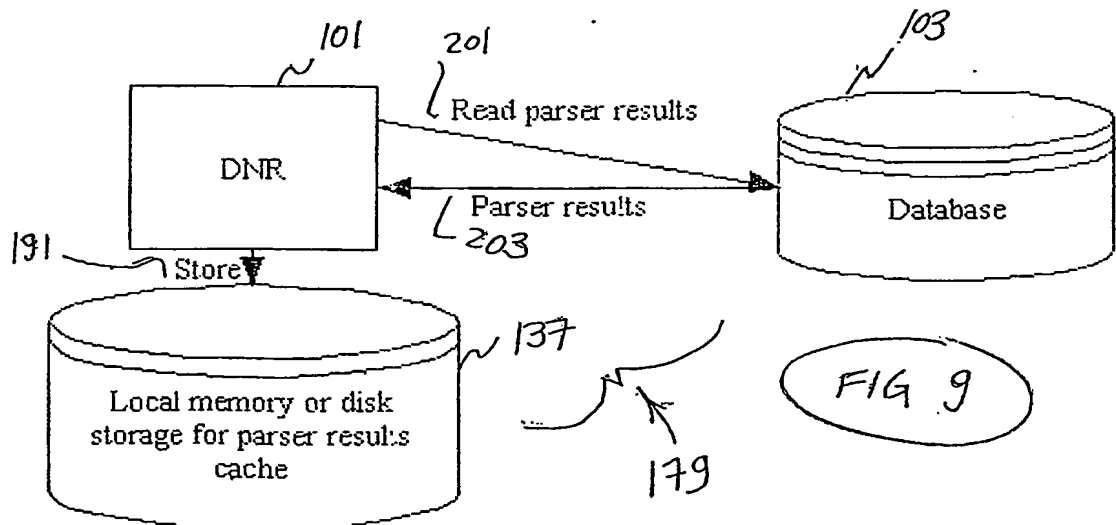 101
201
103
Read parser results
DNR
Parser results
203
Database
191
Store
137
Local memory or disk
storage for parser results
cache
179
FIG 9